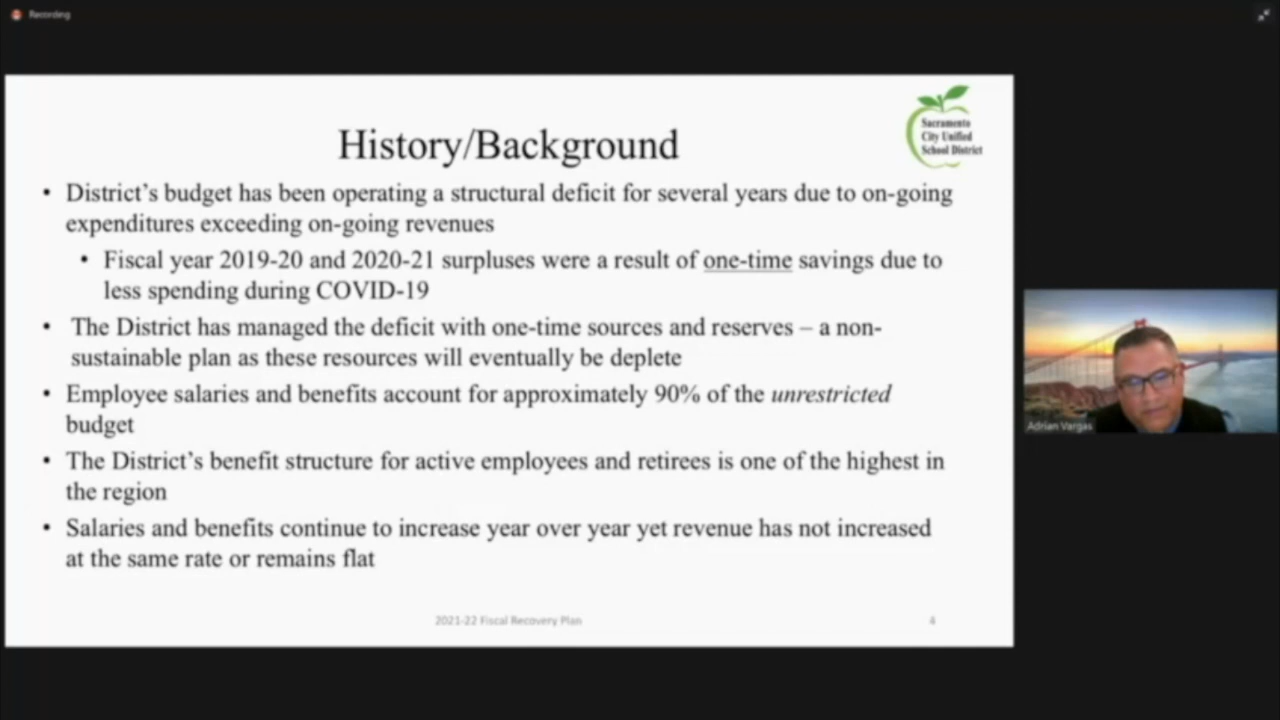 Recording
History/Background
Sacramento
City Unified
School District
• District's budget has been operating a structural deficit for several years due to on-going
expenditures exceeding on-going revenues
• Fiscal year 2019-20 and 2020-21 surpluses were a result of one-time savings due to
less spending during COVID-19
• The District has managed the deficit with one-time sources and reserves – a non-
sustainable plan as these resources will eventually be deplete
• Employee salaries and benefits account for approximately 90% of the unrestricted
budget
• The District's benefit structure for active employees and retirees is one of the highest in
the region
• Salaries and benefits continue to increase year over year yet revenue has not increased
at the same rate or remains flat
2021-22 Fiscal Recovery Plan
4
Adrian Vargas